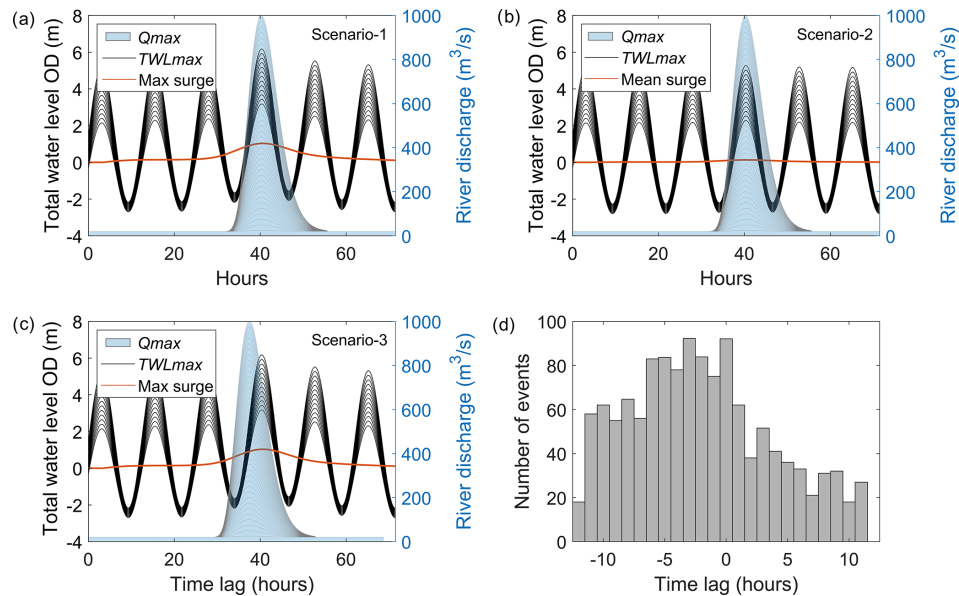 (a)
Total water level OD (m)
8
6
4
2
0
-2
-4
Qmax
TWLmax
Max surge
Scenario-1
1000
800
600
400
200
0
River discharge (m³/s)
0 20 40 60
Hours
(b)
Total water level OD (m)
8
6
4
2
0
-2
-4
Qmax
TWLmax
Mean surge
Scenario-2
1000
800
600
400
200
0
River discharge (m³/s)
0 20 40 60
Hours
(c)
Total water level OD (m)
8
6
4
2
0
-2
-4
Qmax
TWLmax
Max surge
Scenario-3
1000
800
600
400
200
0
River discharge (m³/s)
0 20 40 60
Time lag (hours)
(d)
Number of events
100
80
60
40
20
0
-10 -5 0 5 10
Time lag (hours)